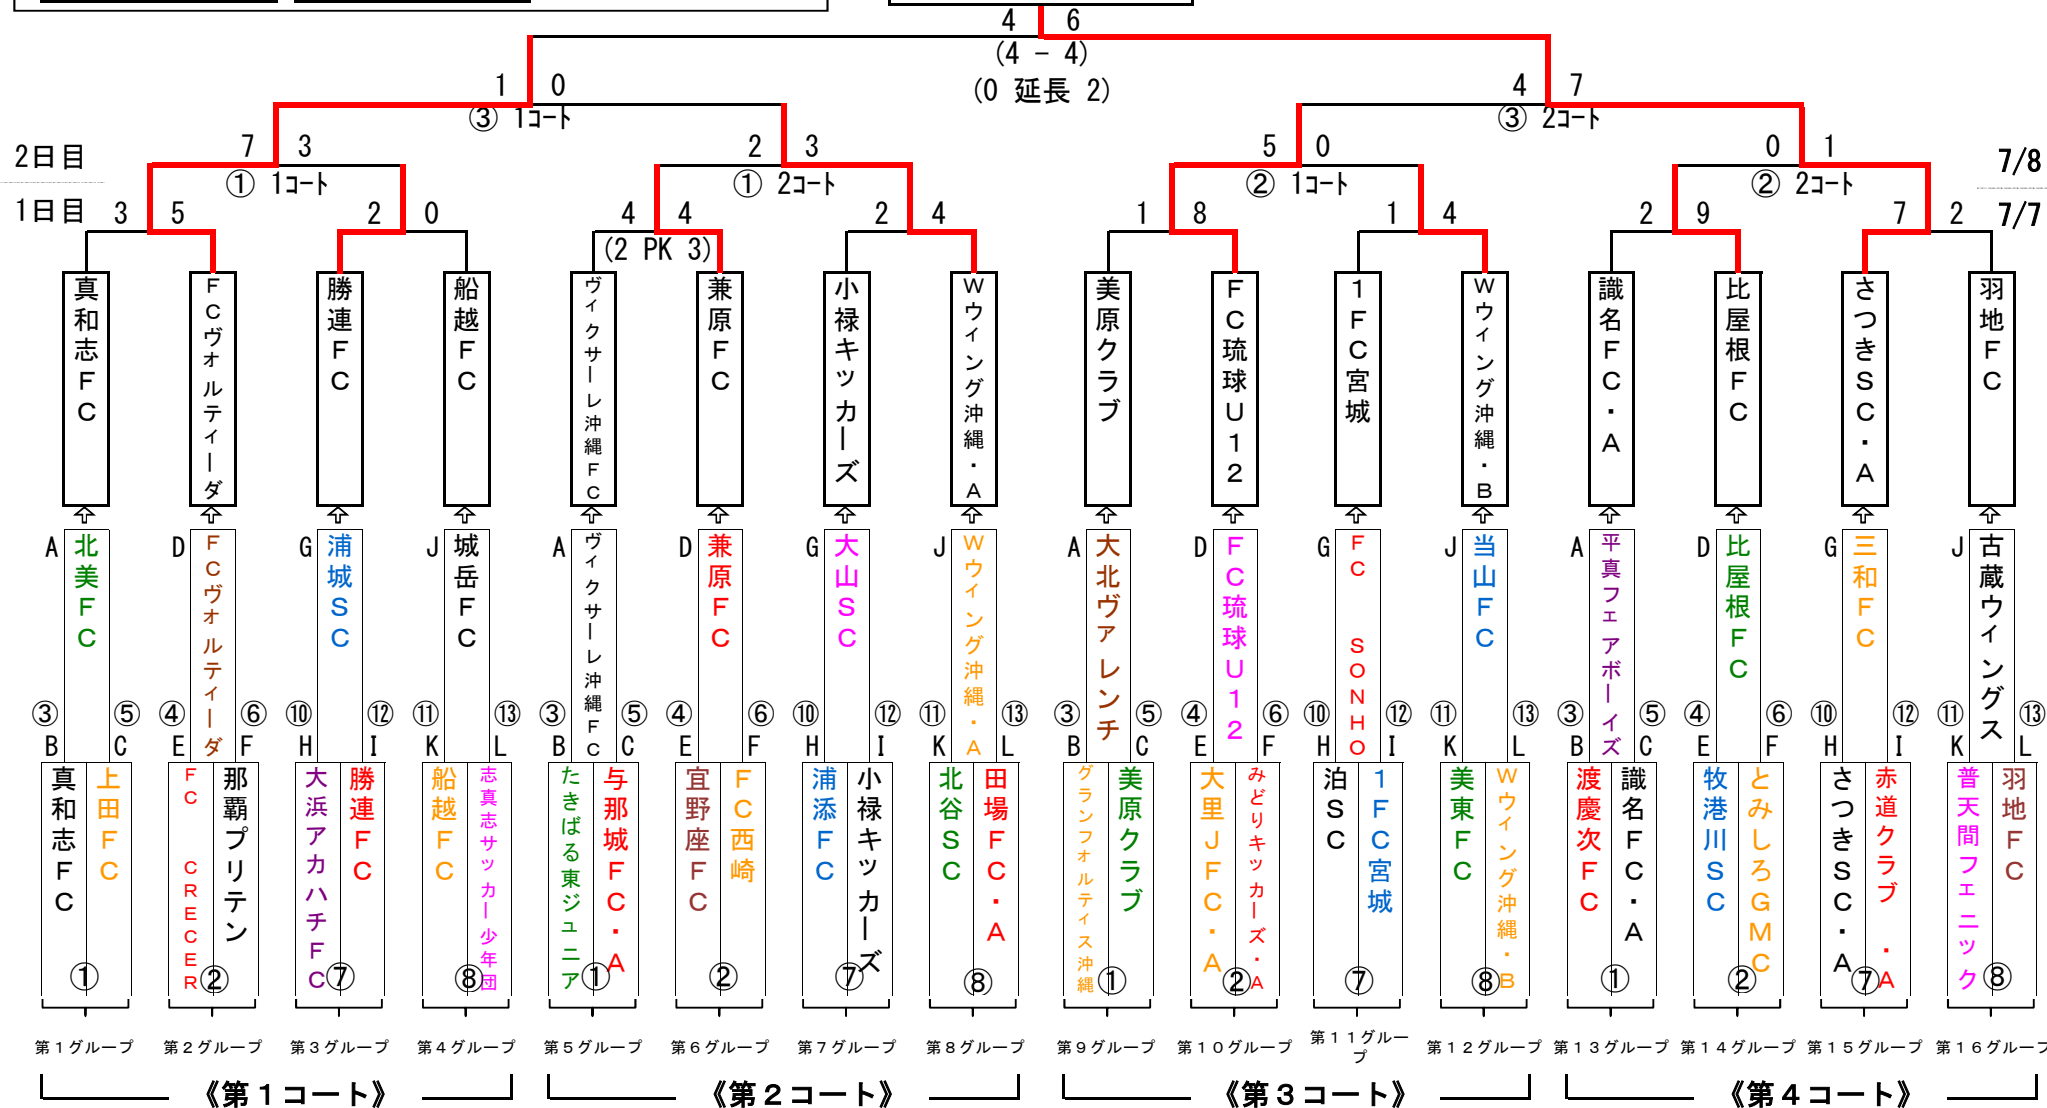 4 6
(4 - 4)
(0 延長 2)
1 0
③ 1コート
4 7
③ 2コート
2日目
7 3
① 1コート
2 3
① 2コート
5 0
② 1コート
0 1
② 2コート
7/8
1日目
3 5
2 0
4 4
(2 PK 3)
2 4
1 8
1 4
2 9
7 2
7/7
真和志FC
FCヴォルティーダ
勝連FC
船越FC
ヴィクサーレ沖縄FC
兼原FC
小禄キッカーズ
Wウイング沖縄・A
美原クラブ
FC琉球U12
1FC宮城
Wウイング沖縄・B
識名FC・A
比屋根FC
さつきSC・A
羽地FC
A 北美FC
D FCヴォルティーダ
G 浦城SC
J 城岳FC
A ヴィクサーレ沖縄FC
D 兼原FC
G 大山SC
J Wウイング沖縄・A
A 大北ヴァレンチ
D FC琉球U12
G FC SONHO
J 当山FC
A 平真フェアボーイズ
D 比屋根FC
G 三和FC
J 古蔵ウイングス
③ ⑤ ④ ⑥ ⑩ ⑫ ⑪ ⑬ ③ ⑤ ④ ⑥ ⑩ ⑫ ⑪ ⑬ ③ ⑤ ④ ⑥ ⑩ ⑫ ⑪ ⑬ ③ ⑤ ④ ⑥ ⑩ ⑫ ⑪ ⑬
B C E F H I K L B C E F H I K L B C E F H I K L B C E F H I K L
真和志FC
上田FC
①
FC CRECER
那覇プリテン
②
大浜アカハチFC
勝連FC
⑦
船越FC
志真志サッカー少年団
⑧
たきばる東ジュニア
与那城FC・A
①
宜野座FC
FC西崎
②
浦添FC
小禄キッカーズ
⑦
北谷SC
田場FC・A
⑧
グランフォルティス沖縄
美原クラブ
①
大里JFC・A
みどりキッカーズ・A
②
泊SC
1FC宮城
⑦
美東FC
Wウイング沖縄・B
⑧
渡慶次FC
識名FC・A
①
牧港川SC
とみしろGMC
②
さつきSC・A
赤道クラブ・A
⑦
普天間フェニック
羽地FC
⑧
第1グループ
第2グループ
第3グループ
第4グループ
第5グループ
第6グループ
第7グループ
第8グループ
第9グループ
第10グループ
第11グループ
第12グループ
第13グループ
第14グループ
第15グループ
第16グループ
《第1コート》
《第2コート》
《第3コート》
《第4コート》